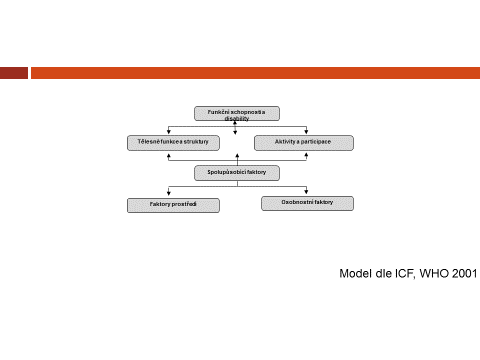 Funkční schopnosti a
disability
Tělesné funkce a struktury
Aktivity a participace
Spolupůsobící faktory
Faktory prostředí
Osobnostní faktory
Model dle ICF, WHO 2001